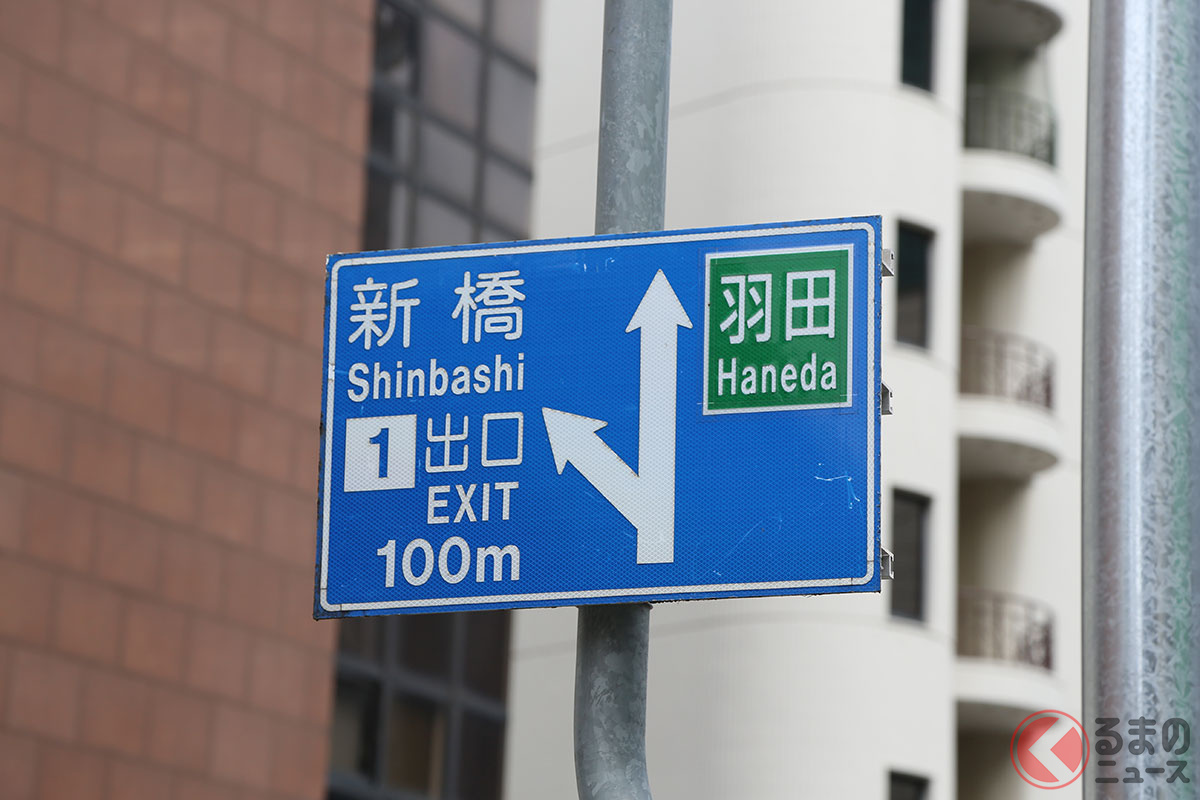 新橋
Shinbashi
1 出口
EXIT
100m
羽田
Haneda
くるまの
ニュース